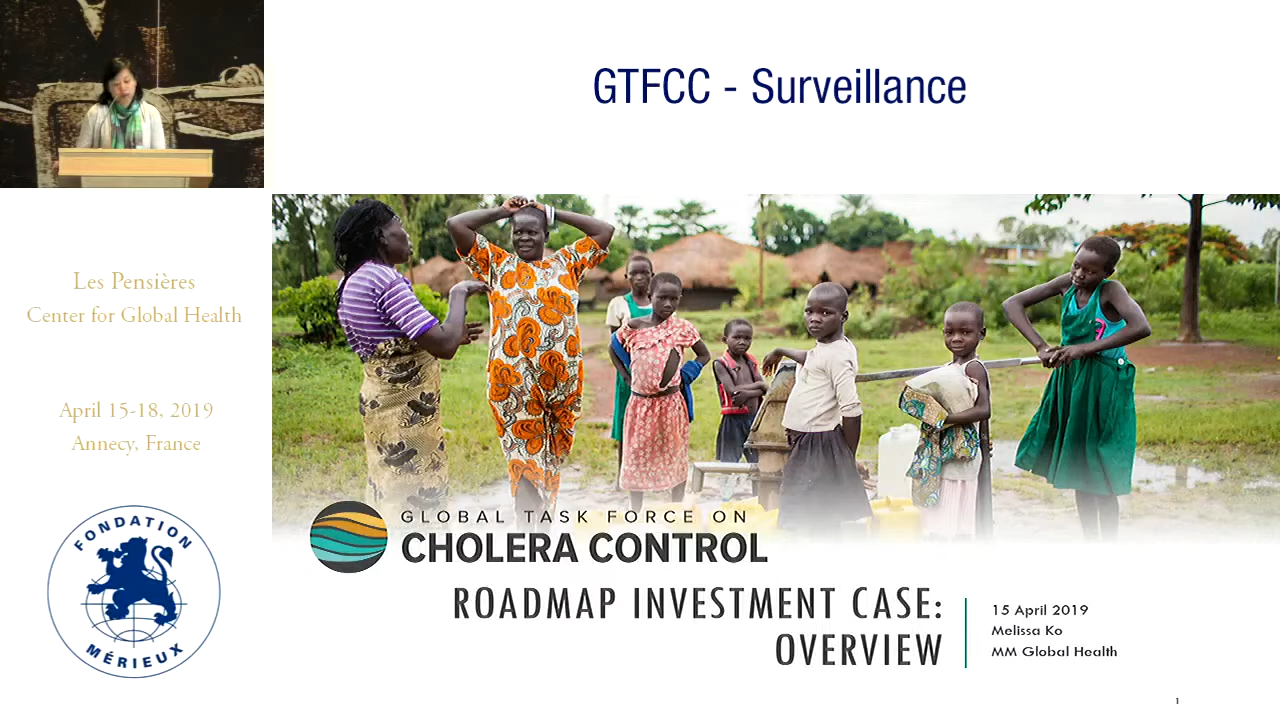 GTFCC - Surveillance
Les Pensières
Center for Global Health
April 15-18, 2019
Annecy, France
FONDATION
MÉRIEUX
GLOBAL TASK FORCE ON
CHOLERA CONTROL
ROADMAP INVESTMENT CASE:
OVERVIEW
15 April 2019
Melissa Ko
MM Global Health
1